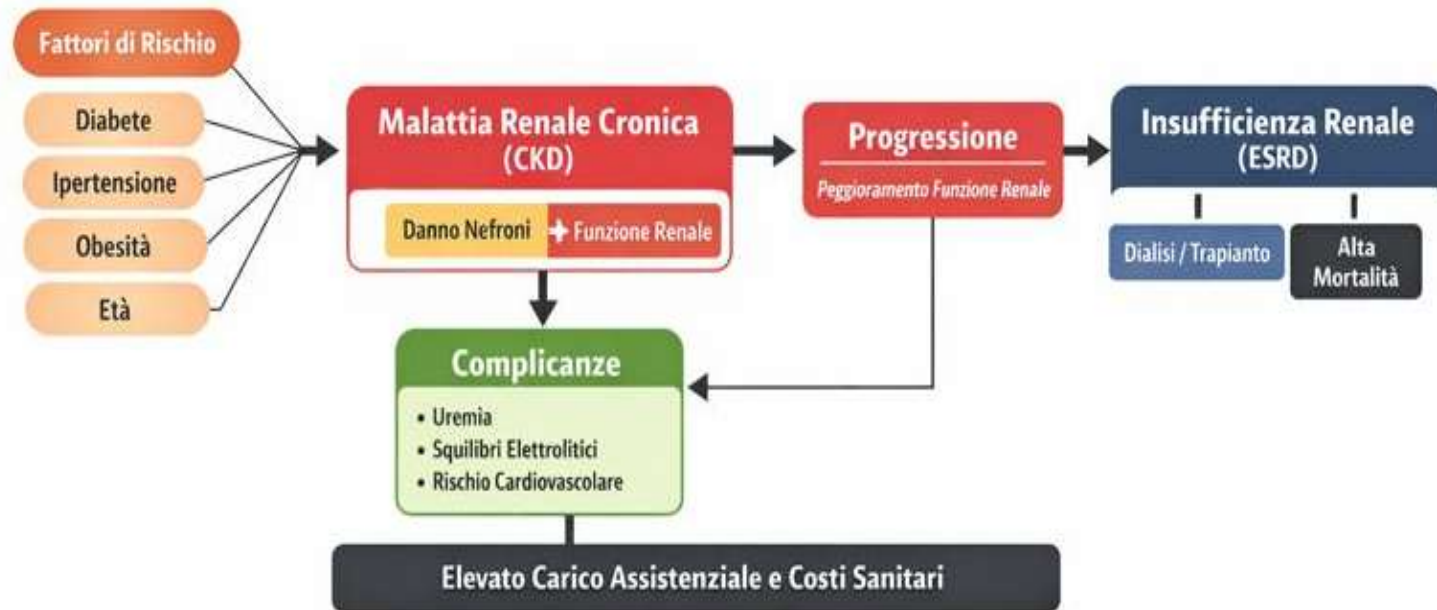 Fattori di Rischio
Diabete
Ipertensione
Obesità
Età
Malattia Renale Cronica
(CKD)
Danno Nefroni + Funzione Renale
Progressione
Peggioramento Funzione Renale
Insufficienza Renale
(ESRD)
Dialisi / Trapianto
Alta
Mortalità
Complicanze
• Uremia
• Squilibri Elettrolitici
• Rischio Cardiovascolare
Elevato Carico Assistenziale e Costi Sanitari